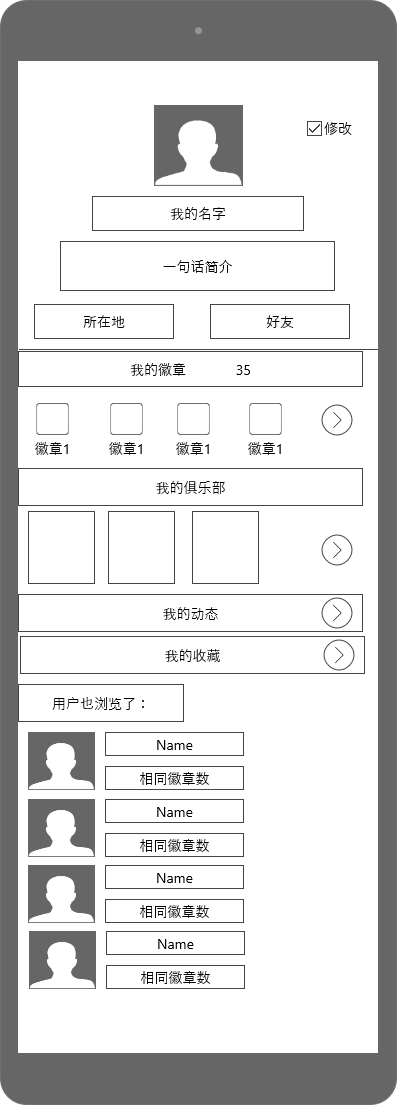 修改
我的名字
一句话简介
所在地 好友
我的徽章 35
徽章1 徽章1 徽章1 徽章1
我的俱乐部
我的动态
我的收藏
用户也浏览了：
Name
相同徽章数
Name
相同徽章数
Name
相同徽章数
Name
相同徽章数